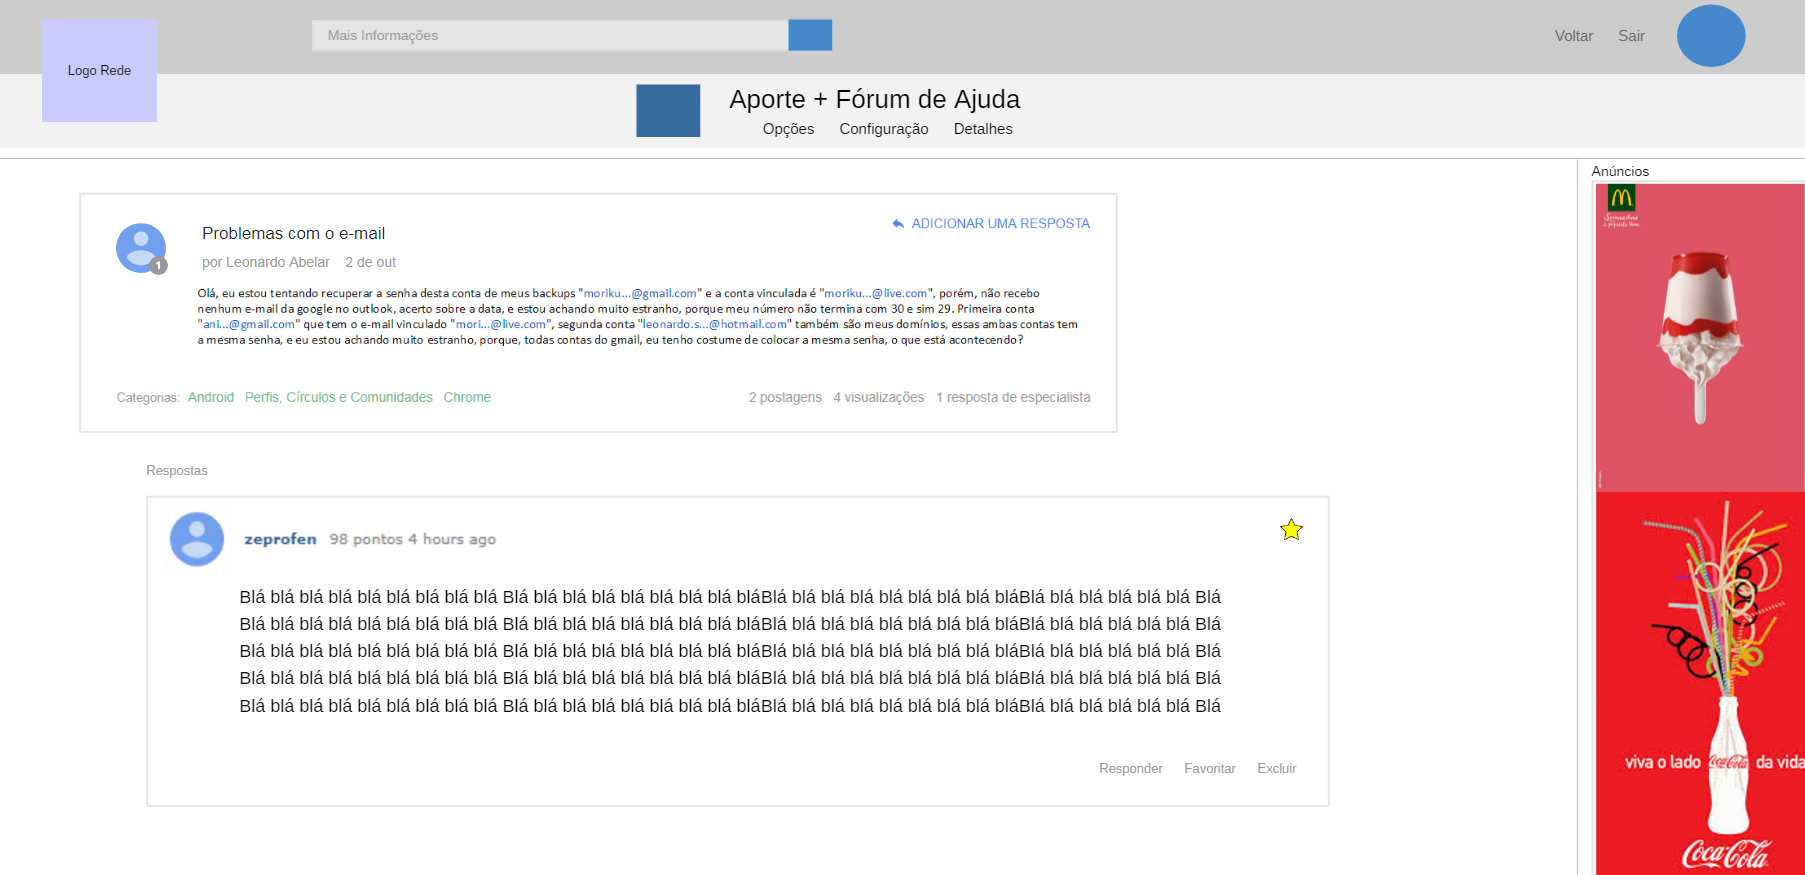 Mais Informações
Voltar Sair
Logo Rede
Aporte + Fórum de Ajuda
Opções Configuração Detalhes
Anúncios
Problemas com o e-mail
ADICIONAR UMA RESPOSTA
1
por Leonardo Abelar 2 de out
Olá, eu estou tentando recuperar a senha desta conta de meus backups "moriku...@gmail.com" e a conta vinculada é "moriku...@live.com", porém, não recebo
nenhum e-mail da google no outlook, acerto sobre a data, e estou achando muito estranho, porque meu número não termina com 30 e sim 29. Primeira conta
"ani...@gmail.com" que tem o e-mail vinculado "mori...@live.com", segunda conta "leonardo.s...@hotmail.com" também são meus domínios, essas ambas contas tem
a mesma senha, e eu estou achando muito estranho, porque, todas contas do gmail, eu tenho costume de colocar a mesma senha, o que está acontecendo?
Categorias: Android Perfis, Círculos e Comunidades Chrome
2 postagens 4 visualizações 1 resposta de especialista
Respostas
zeprofen 98 pontos 4 hours ago
Blá blá blá blá blá blá blá blá blá Blá blá blá blá blá blá blá blá bláBlá blá blá blá blá blá blá blá bláBlá blá blá blá blá blá Blá
Blá blá blá blá blá blá blá blá blá Blá blá blá blá blá blá blá blá bláBlá blá blá blá blá blá blá blá bláBlá blá blá blá blá blá Blá
Blá blá blá blá blá blá blá blá blá Blá blá blá blá blá blá blá blá bláBlá blá blá blá blá blá blá blá bláBlá blá blá blá blá blá Blá
Blá blá blá blá blá blá blá blá blá Blá blá blá blá blá blá blá blá bláBlá blá blá blá blá blá blá blá bláBlá blá blá blá blá blá Blá
Blá blá blá blá blá blá blá blá blá Blá blá blá blá blá blá blá blá bláBlá blá blá blá blá blá blá blá bláBlá blá blá blá blá blá Blá
Responder Favoritar Excluir
viva o lado Coca-Cola da vida
Coca-Cola